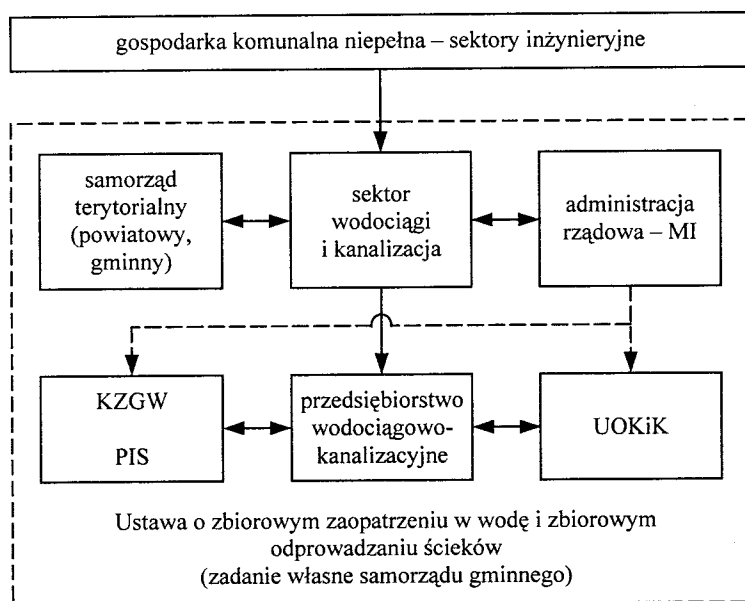 gospodarka komunalna niepełna – sektory inżynieryjne
samorząd
terytorialny
(powiatowy,
gminny)
sektor
wodociągi
i kanalizacja
administracja
rządowa – MI
KZGW
PIS
przedsiębiorstwo
wodociągowo-
kanalizacyjne
UOKiK
Ustawa o zbiorowym zaopatrzeniu w wodę i zbiorowym
odprowadzaniu ścieków
(zadanie własne samorządu gminnego)